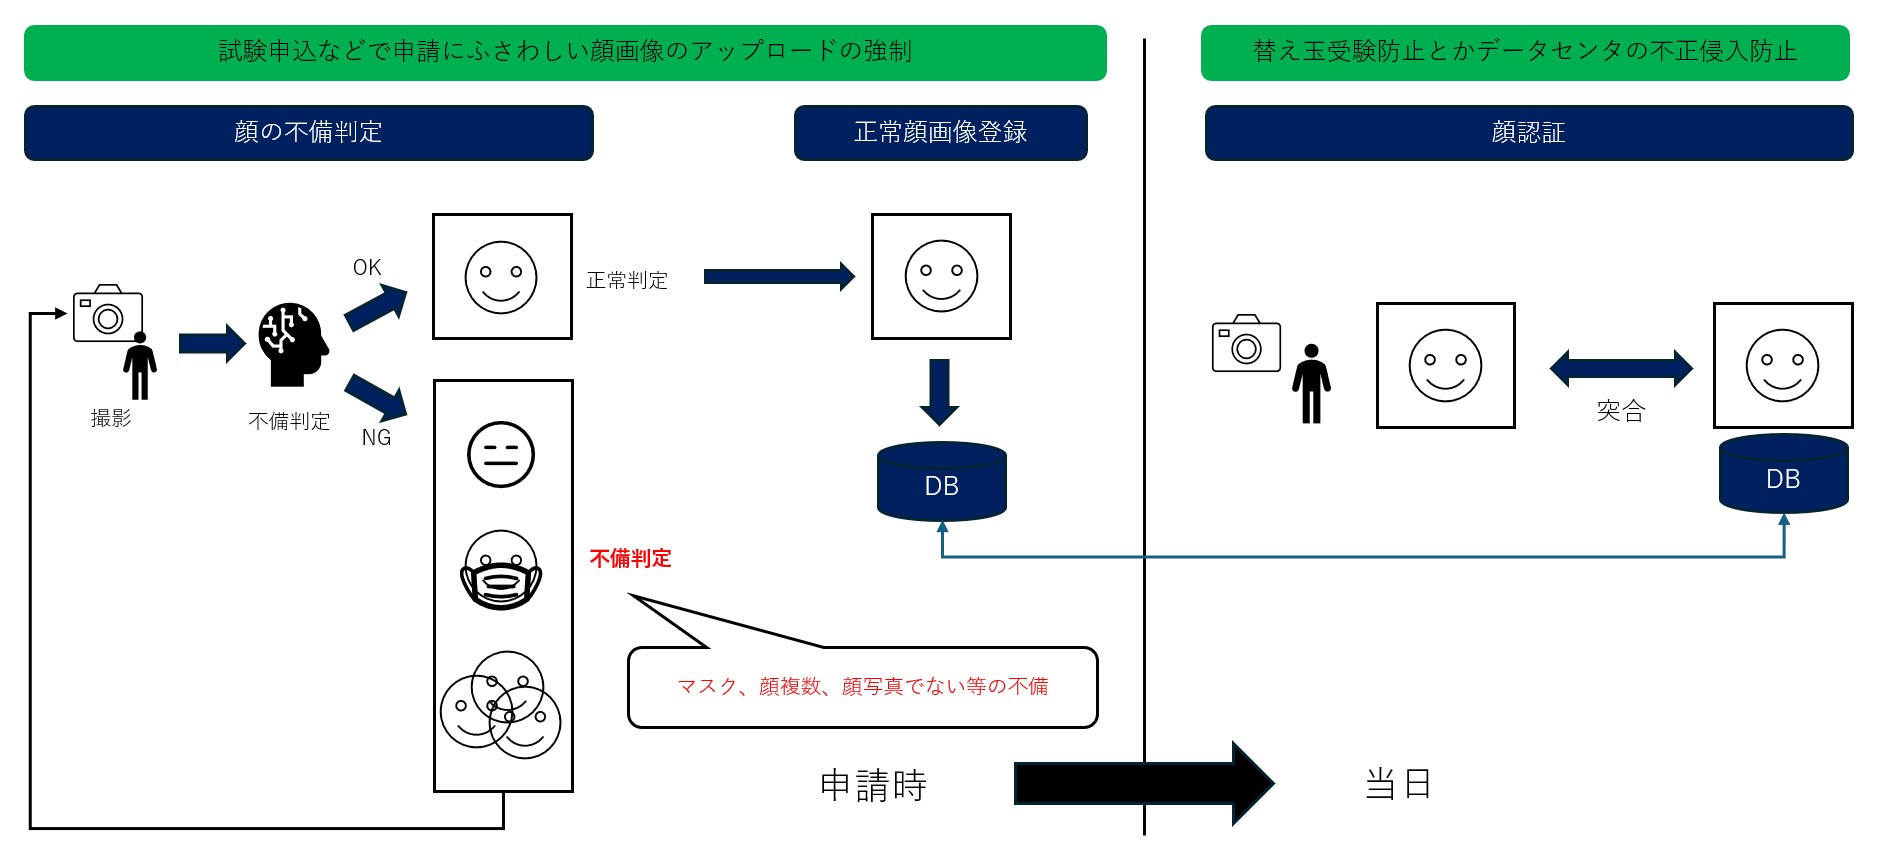 試験申込などで申請にふさわしい顔画像のアップロードの強制
替え玉受験防止とかデータセンタの不正侵入防止
顔の不備判定
正常顔画像登録
顔認証
OK
正常判定
撮影
不備判定
NG
突合
DB
DB
不備判定
マスク、顔複数、顔写真でない等の不備
申請時
当日